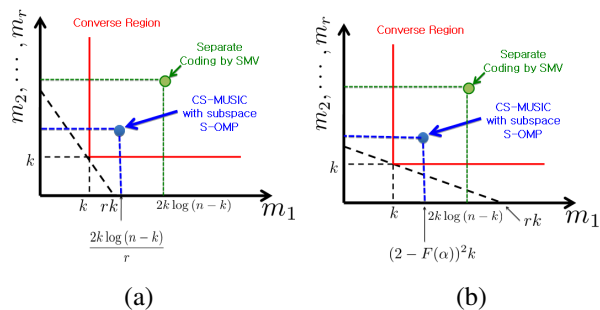 Converse Region
Separate
Coding by SMV
CS-MUSIC
with subspace
S-OMP
m_2, ⋯, m_r
k
k
rk
2k log (n − k)
m_1
2k log (n − k)
r
(a)
Converse Region
Separate
Coding by SMV
CS-MUSIC
with subspace
S-OMP
m_2, ⋯, m_r
k
k
2k log (n − k)
rk
m_1
(2 − F(α))²k
(b)